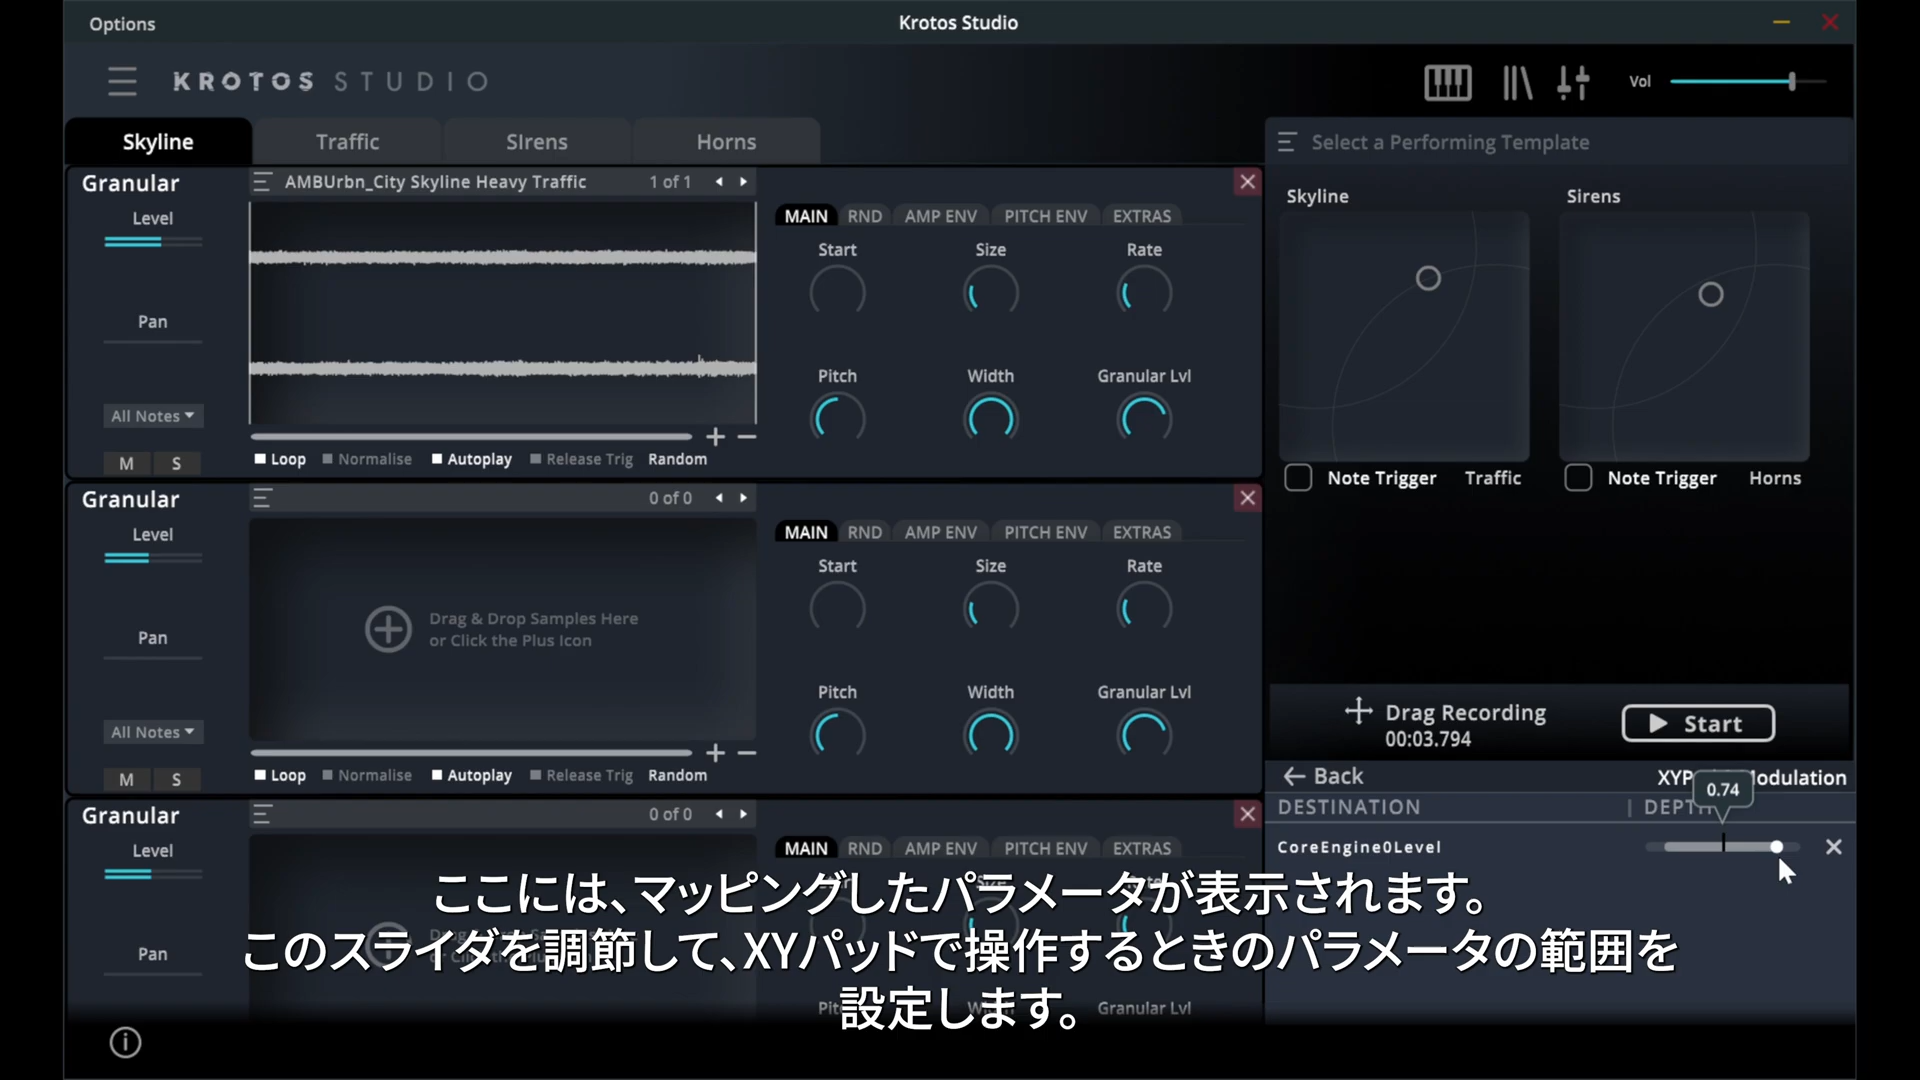 Options
Krotos Studio
KROTOS STUDIO
Vol
Skyline
Traffic
SIrens
Horns
Select a Performing Template
Granular
AMBUrbn_City Skyline Heavy Traffic
1 of 1
Level
Pan
All Notes
M S
Loop Normalise Autoplay Release Trig Random
MAIN RND AMP ENV PITCH ENV EXTRAS
Start Size Rate
Pitch Width Granular Lvl
Skyline
Sirens
Note Trigger Traffic
Note Trigger Horns
Granular
0 of 0
Level
Pan
All Notes
M S
Drag & Drop Samples Here
or Click the Plus Icon
Loop Normalise Autoplay Release Trig Random
MAIN RND AMP ENV PITCH ENV EXTRAS
Start Size Rate
Pitch Width Granular Lvl
Drag Recording
00:03.794
Start
Back
0.74
DESTINATION
CoreEngine0Level
Granular
0 of 0
Level
Pan
MAIN RND AMP ENV PITCH ENV EXTRAS
Granular Lvl
ここには、マッピングしたパラメータが表示されます。
このスライダを調節して、XYパッドで操作するときのパラメータの範囲を
設定します。